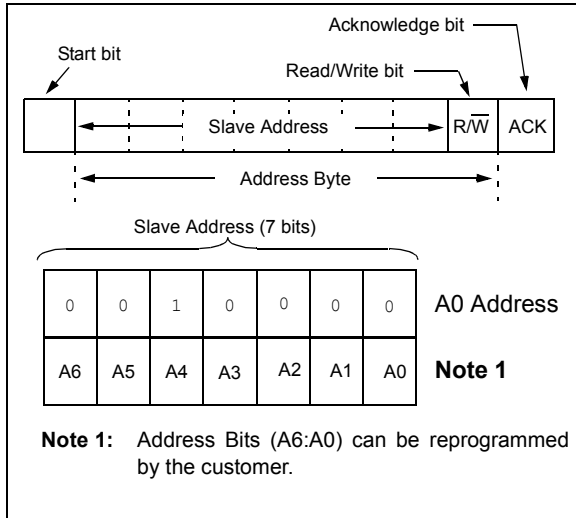 Acknowledge bit
Start bit
Read/Write bit
Slave Address
R/W̅
ACK
Address Byte
Slave Address (7 bits)
0 0 1 0 0 0 0 A0 Address
A6 A5 A4 A3 A2 A1 A0 Note 1
Note 1: Address Bits (A6:A0) can be reprogrammed
by the customer.